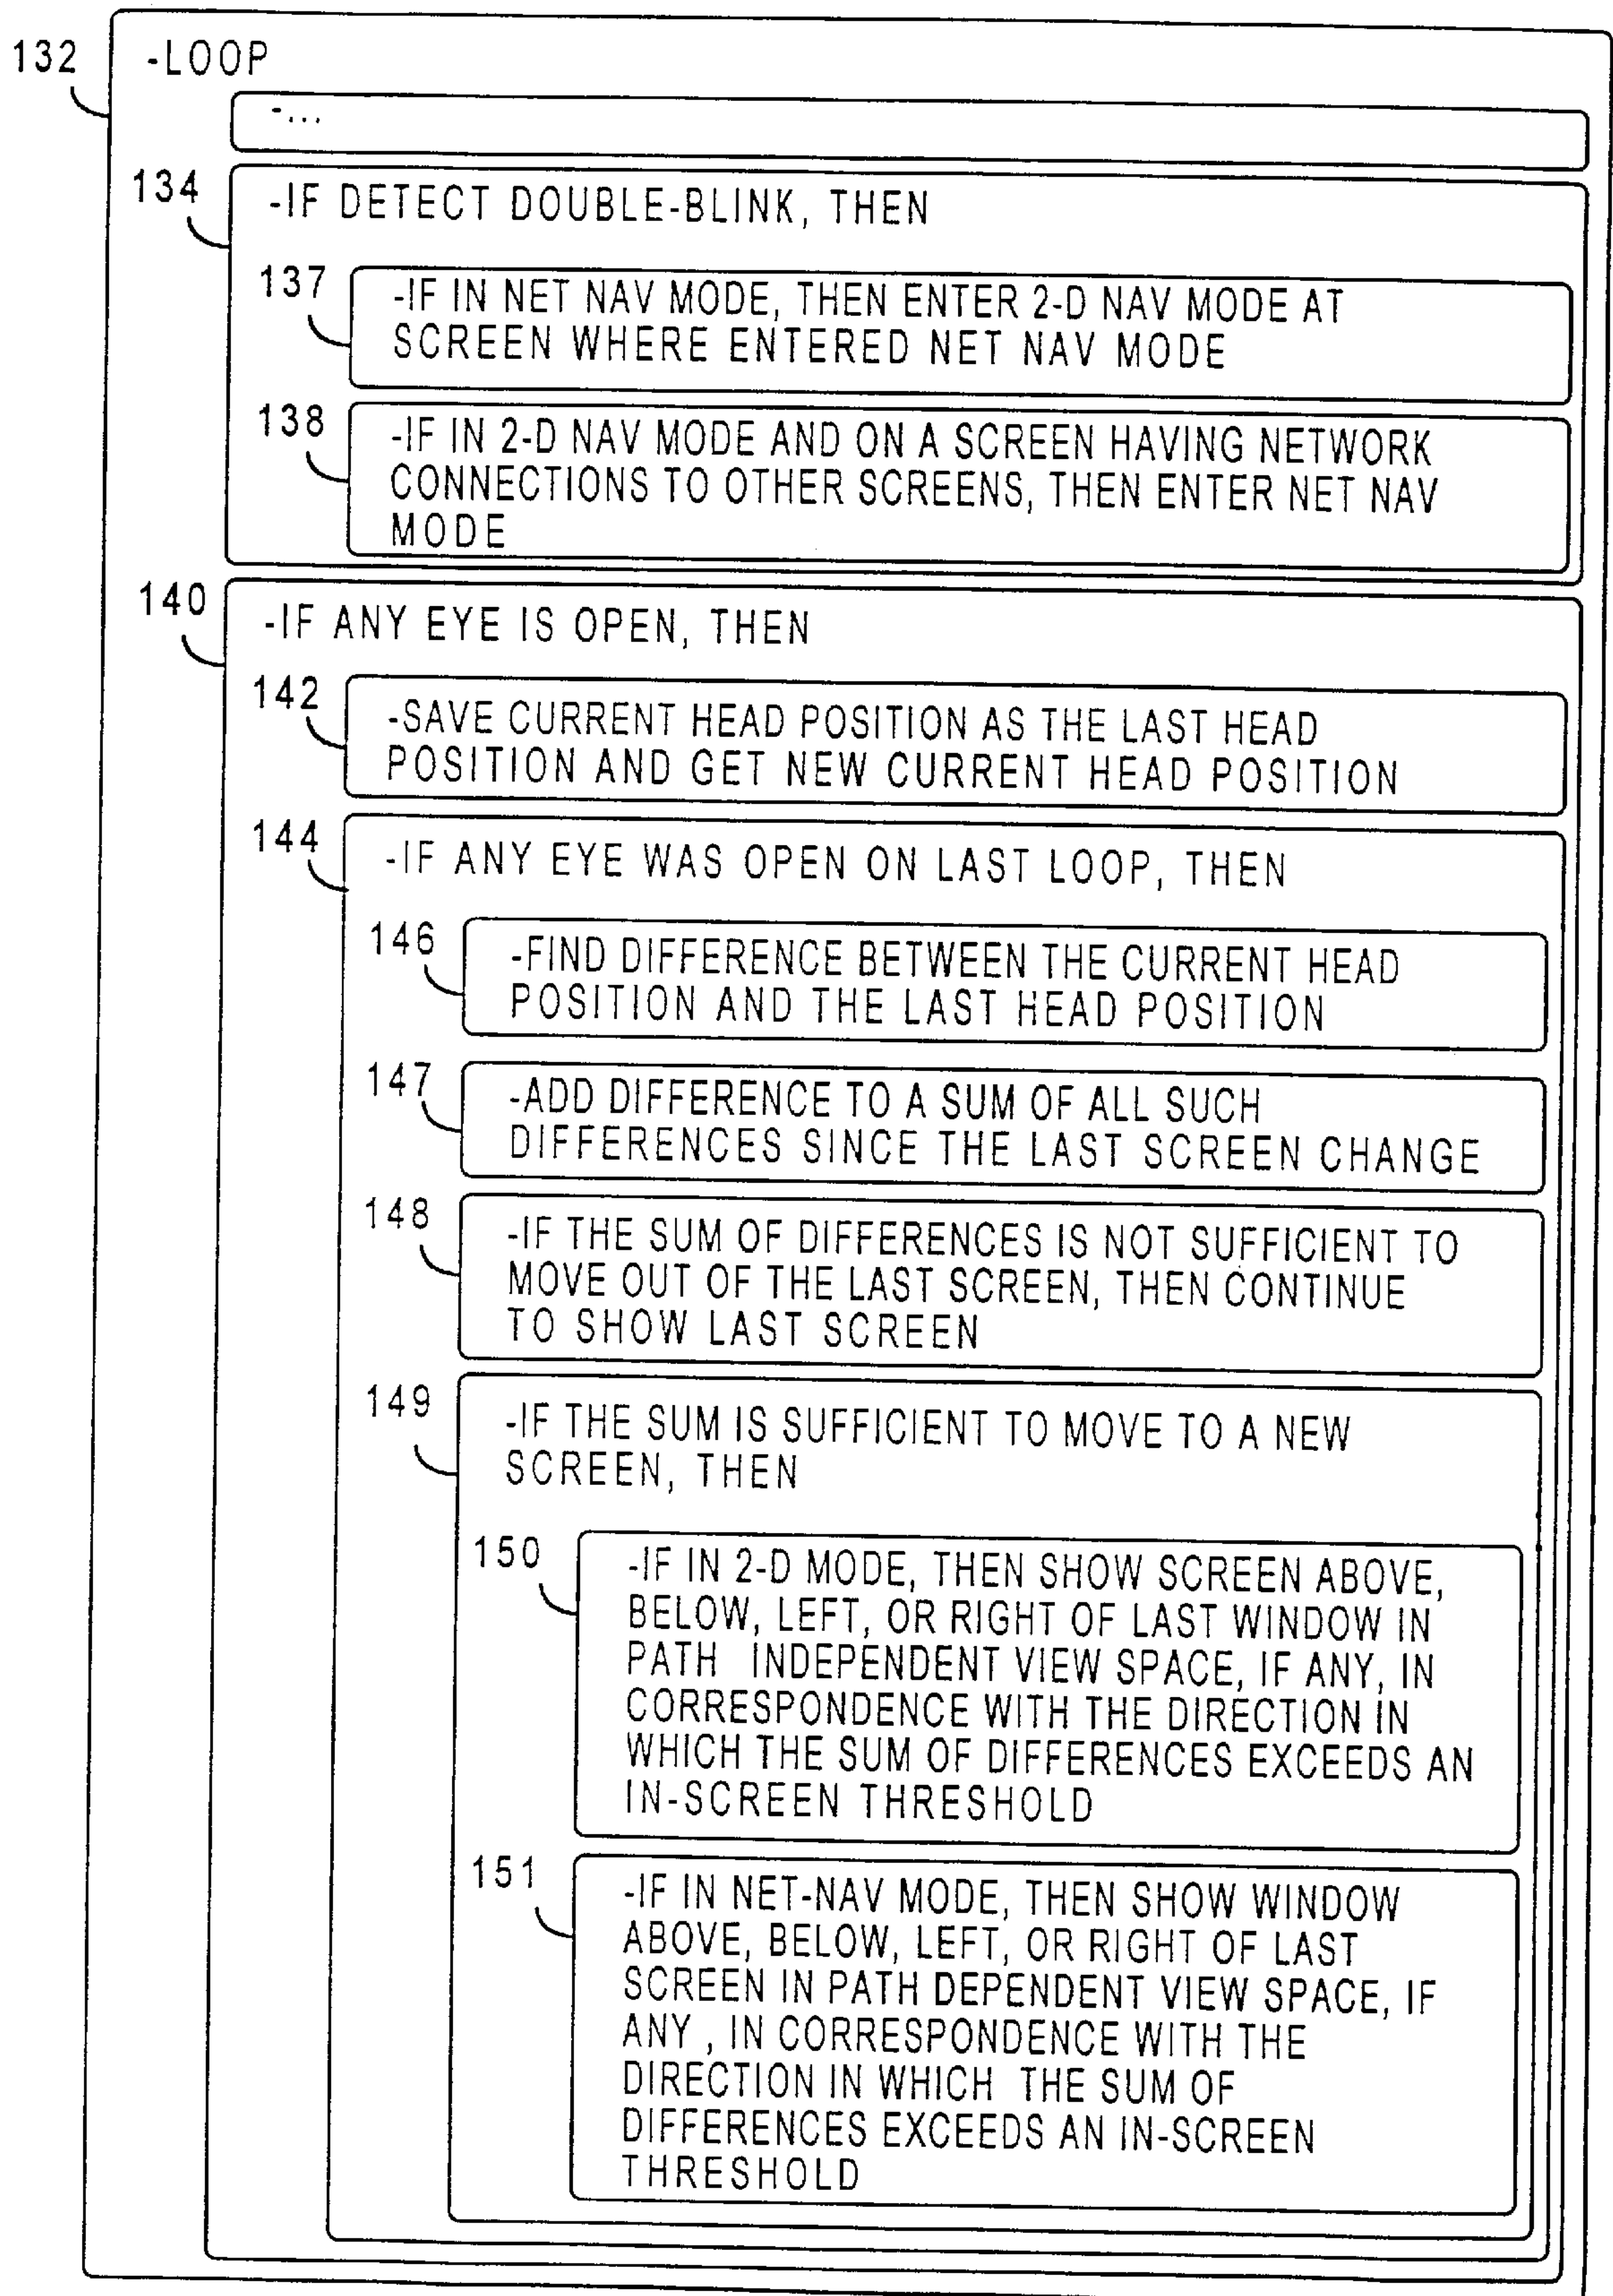 132
-LOOP
-...
134
-IF DETECT DOUBLE-BLINK, THEN
137
-IF IN NET NAV MODE, THEN ENTER 2-D NAV MODE AT
SCREEN WHERE ENTERED NET NAV MODE
138
-IF IN 2-D NAV MODE AND ON A SCREEN HAVING NETWORK
CONNECTIONS TO OTHER SCREENS, THEN ENTER NET NAV
MODE
140
-IF ANY EYE IS OPEN, THEN
142
-SAVE CURRENT HEAD POSITION AS THE LAST HEAD
POSITION AND GET NEW CURRENT HEAD POSITION
144
-IF ANY EYE WAS OPEN ON LAST LOOP, THEN
146
-FIND DIFFERENCE BETWEEN THE CURRENT HEAD
POSITION AND THE LAST HEAD POSITION
147
-ADD DIFFERENCE TO A SUM OF ALL SUCH
DIFFERENCES SINCE THE LAST SCREEN CHANGE
148
-IF THE SUM OF DIFFERENCES IS NOT SUFFICIENT TO
MOVE OUT OF THE LAST SCREEN, THEN CONTINUE
TO SHOW LAST SCREEN
149
-IF THE SUM IS SUFFICIENT TO MOVE TO A NEW
SCREEN, THEN
150
-IF IN 2-D MODE, THEN SHOW SCREEN ABOVE,
BELOW, LEFT, OR RIGHT OF LAST WINDOW IN
PATH INDEPENDENT VIEW SPACE, IF ANY, IN
CORRESPONDENCE WITH THE DIRECTION IN
WHICH THE SUM OF DIFFERENCES EXCEEDS AN
IN-SCREEN THRESHOLD
151
-IF IN NET-NAV MODE, THEN SHOW WINDOW
ABOVE, BELOW, LEFT, OR RIGHT OF LAST
SCREEN IN PATH DEPENDENT VIEW SPACE, IF
ANY , IN CORRESPONDENCE WITH THE
DIRECTION IN WHICH THE SUM OF
DIFFERENCES EXCEEDS AN IN-SCREEN
THRESHOLD